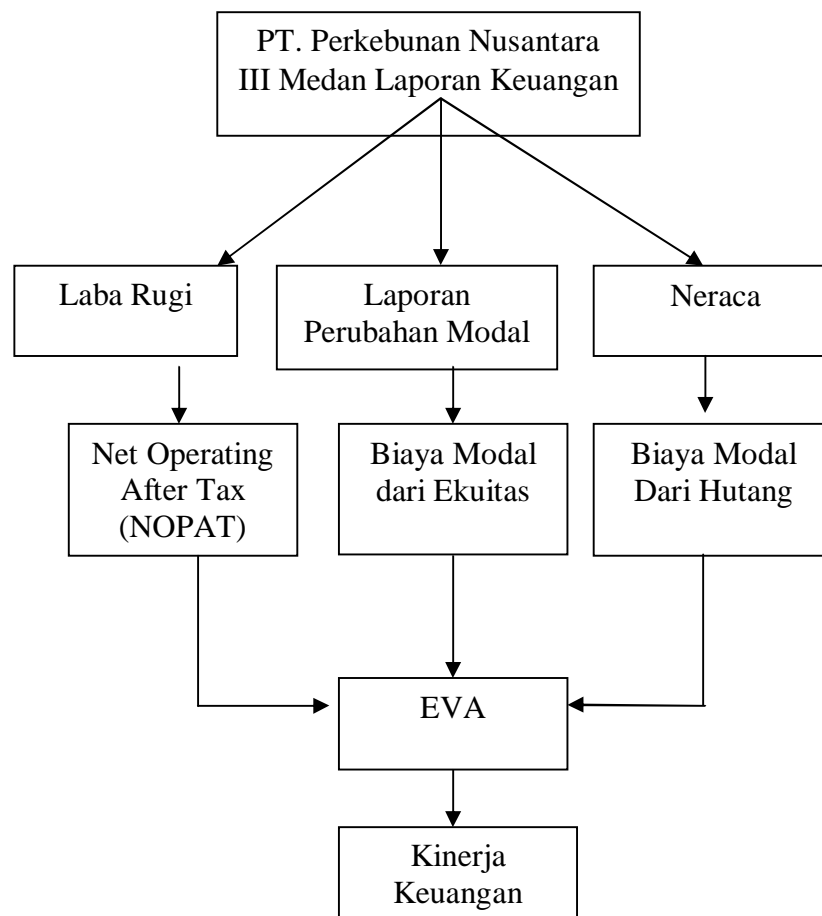 PT. Perkebunan Nusantara
III Medan Laporan Keuangan
Laba Rugi
Laporan
Perubahan Modal
Neraca
Net Operating
After Tax
(NOPAT)
Biaya Modal
dari Ekuitas
Biaya Modal
Dari Hutang
EVA
Kinerja
Keuangan